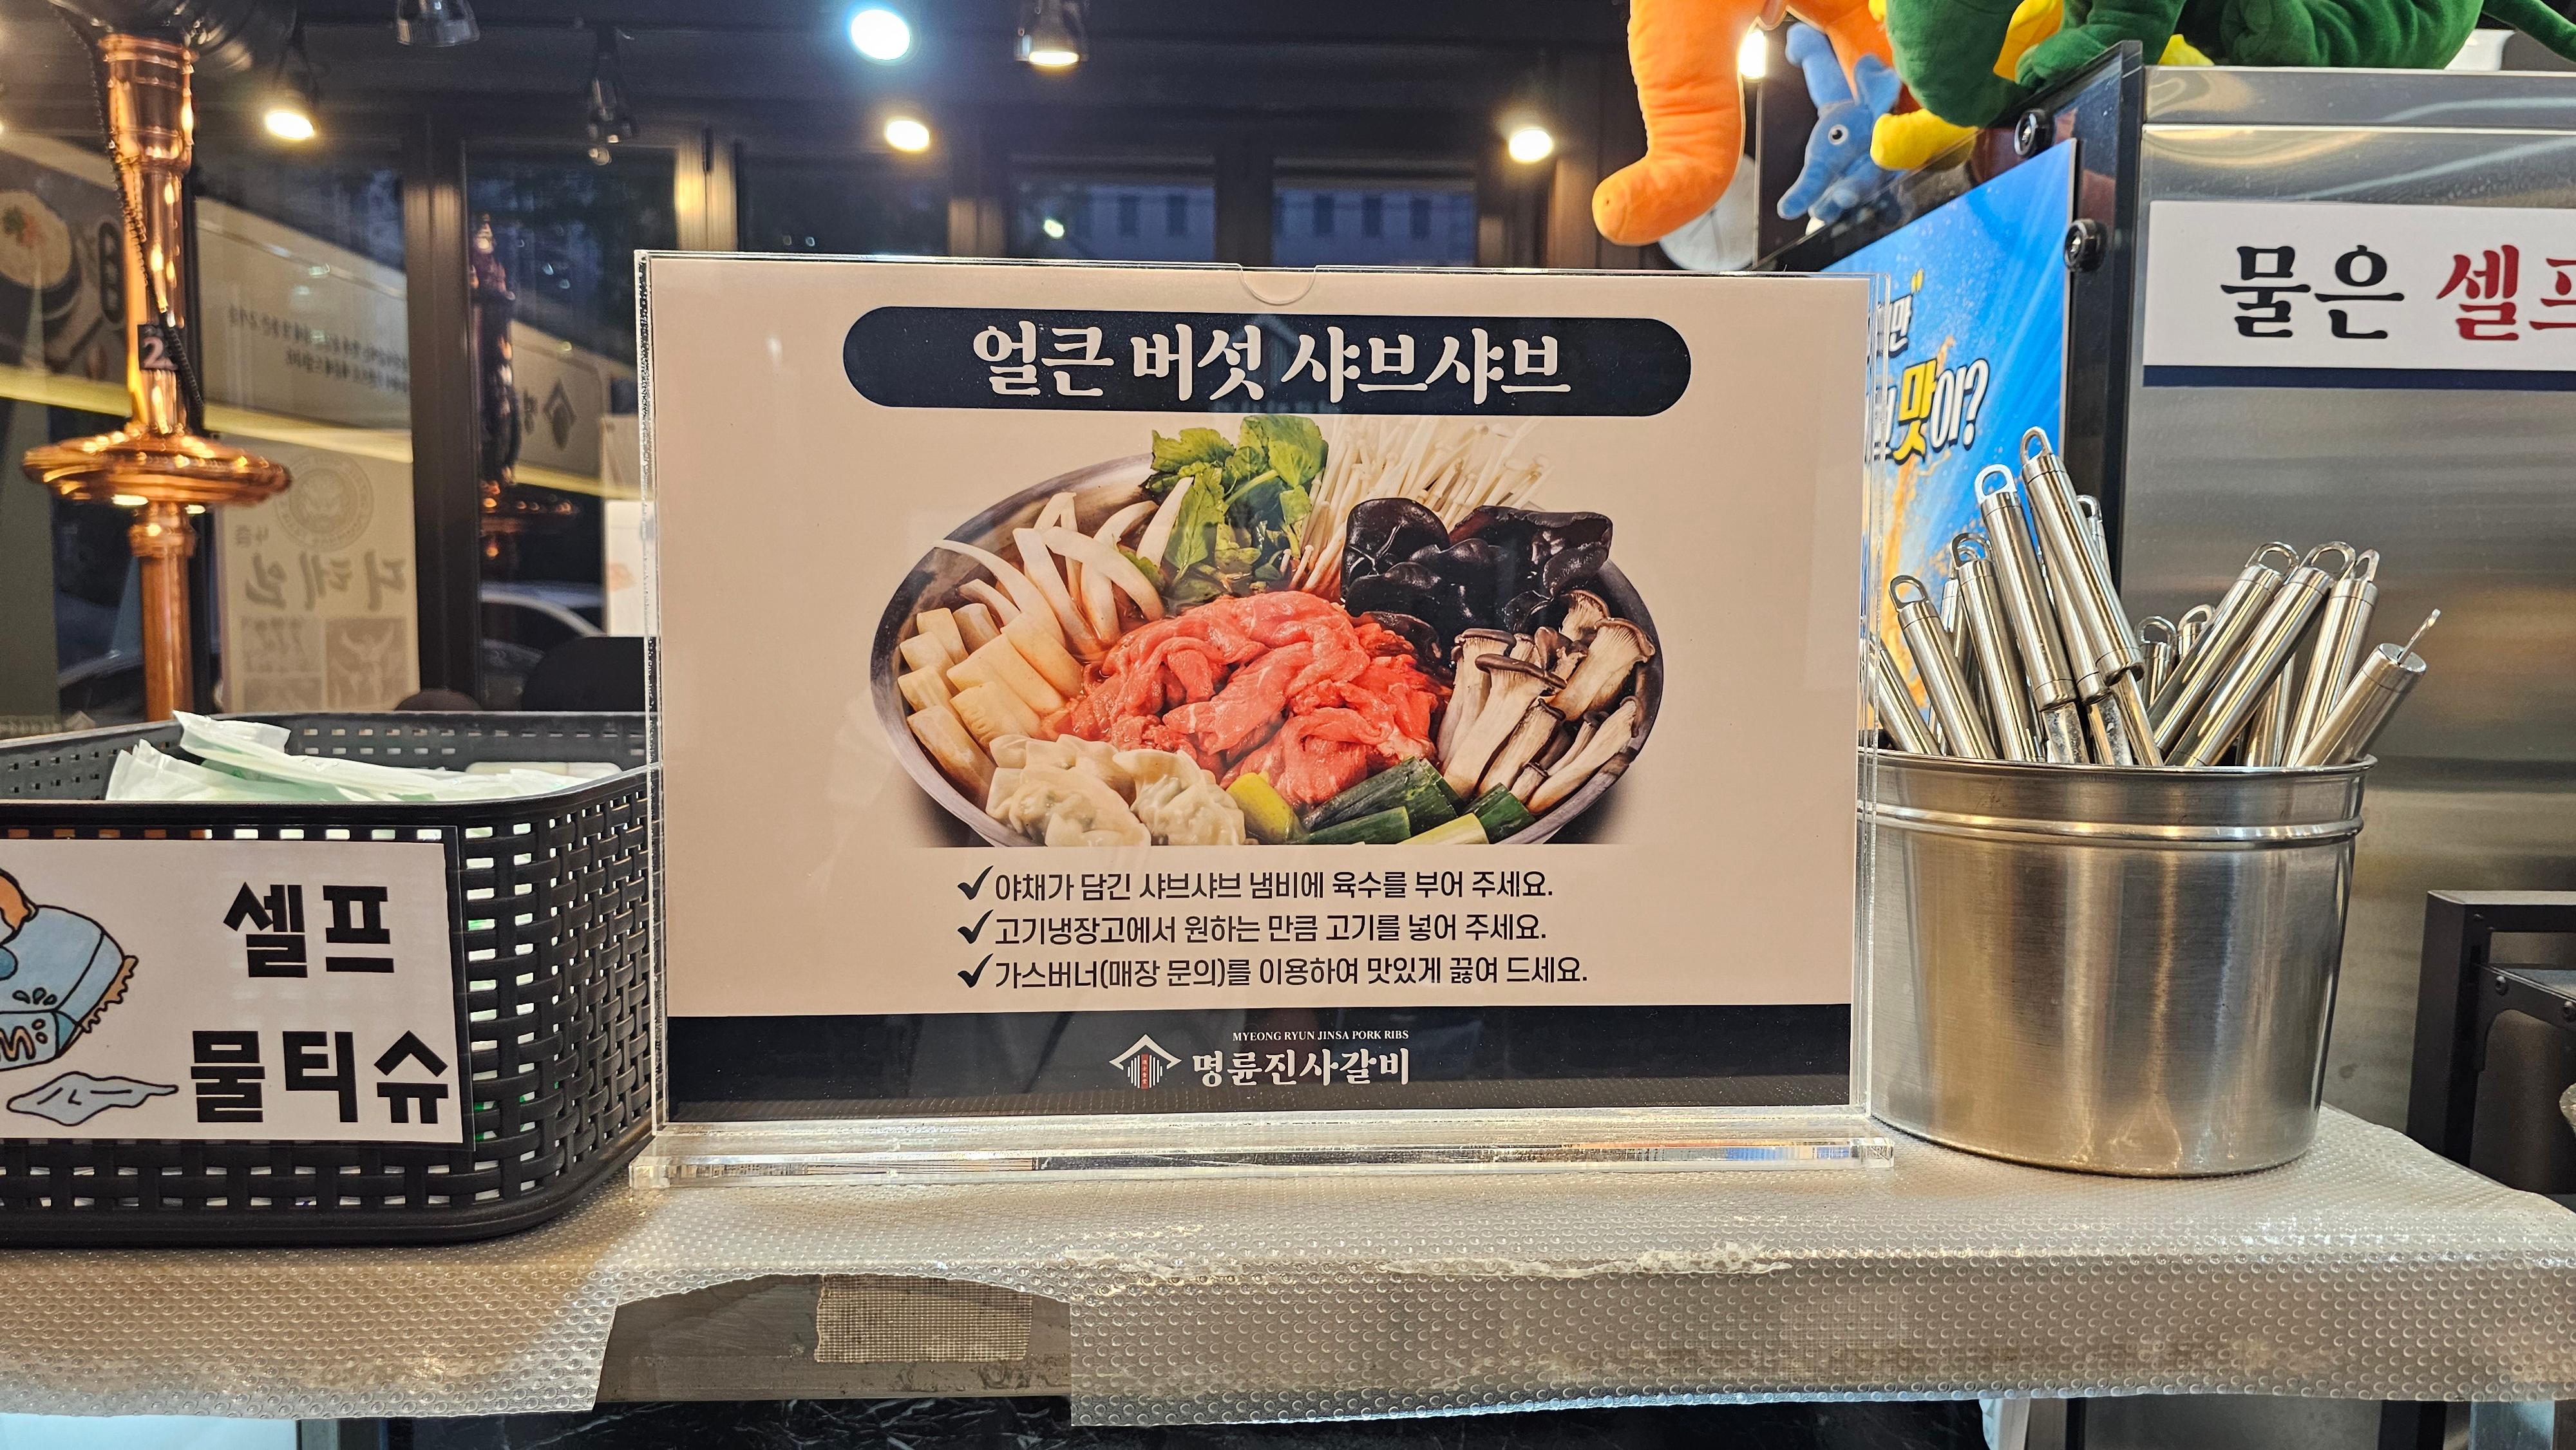 얼큰 버섯 샤브샤브
✓야채가 담긴 샤브샤브 냄비에 육수를 부어 주세요.
✓고기냉장고에서 원하는 만큼 고기를 넣어 주세요.
✓가스버너(매장 문의)를 이용하여 맛있게 끓여 드세요.
MYEONG RYUN JINSA PORK RIBS
명륜진사갈비
셀프
물티슈
물은 셀프
맛이?
2